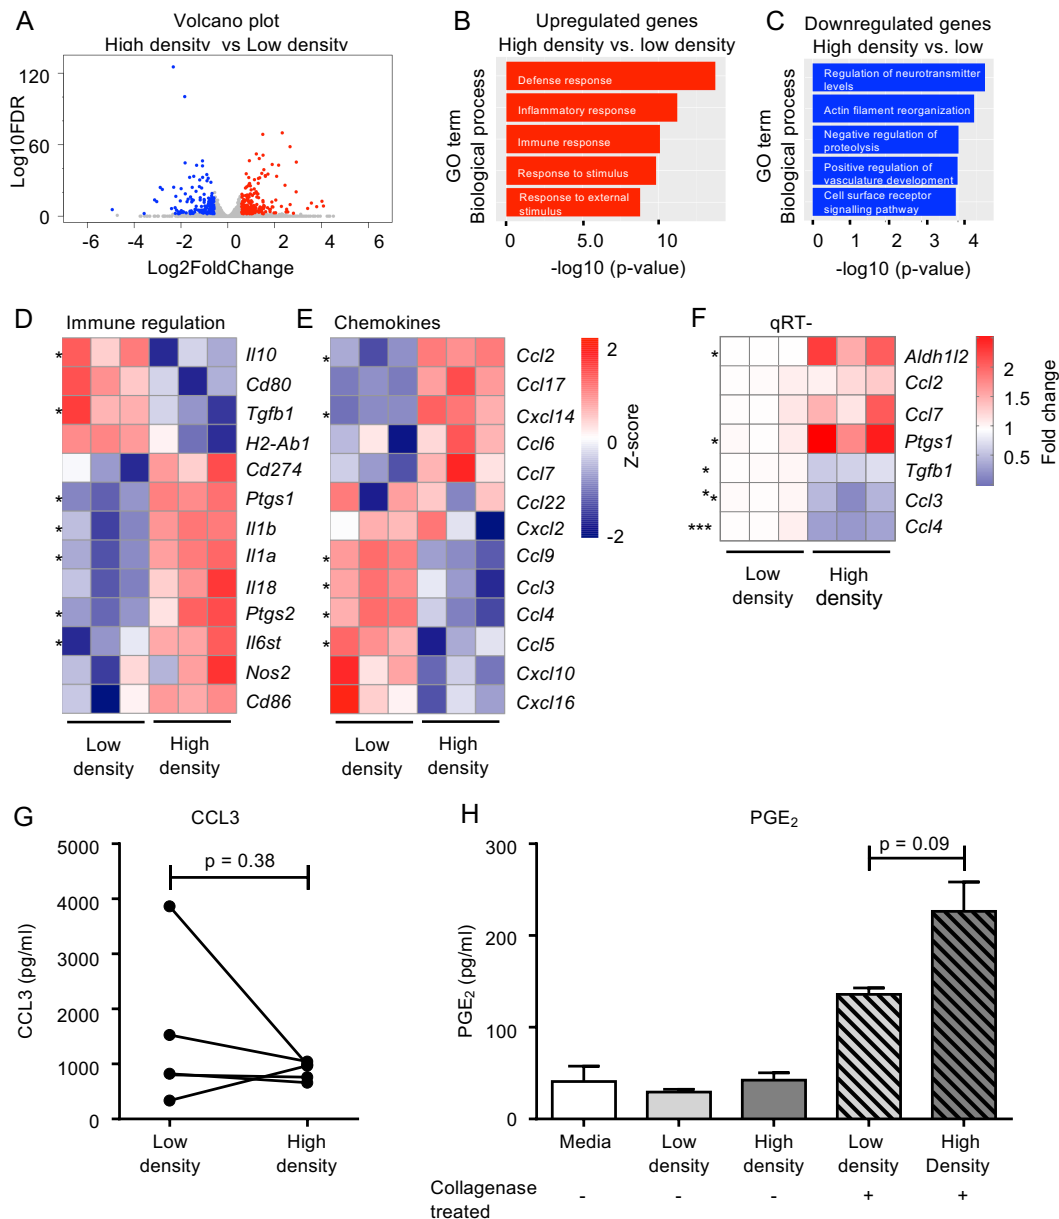 A
Volcano plot
High density vs Low density
Log10FDR
120
60
0
-6
-4
-2
0
2
4
6
Log2FoldChange
B
Upregulated genes
High density vs. low density
GO term
Biological process
Defense response
Inflammatory response
Immune response
Response to stimulus
Response to external
stimulus
0
5.0
10
-log10 (p-value)
C
Downregulated genes
High density vs. low
GO term
Biological process
Regulation of neurotransmitter
levels
Actin filament reorganization
Negative regulation of
proteolysis
Positive regulation of
vasculature development
Cell surface receptor
signalling pathway
0
1
2
3
4
-log10 (p-value)
D
Immune regulation
* Il10
Cd80
* Tgfb1
H2-Ab1
Cd274
* Ptgs1
* Il1b
* Il1a
Il18
* Ptgs2
* Il6st
Nos2
Cd86
Low
density
High
density
E
Chemokines
* Ccl2
Ccl17
* Cxcl14
Ccl6
Ccl7
Ccl22
Cxcl2
* Ccl9
* Ccl3
* Ccl4
* Ccl5
Cxcl10
Cxcl16
Low
density
High
density
2
0
-2
Z-score
F
qRT-
* Aldh1l2
Ccl2
Ccl7
* Ptgs1
* Tgfb1
** Ccl3
*** Ccl4
Low
density
High
density
2
1.5
1
0.5
Fold change
G
CCL3
p = 0.38
CCL3 (pg/ml)
5000
4000
3000
2000
1000
0
Low
density
High
density
H
PGE2
p = 0.09
PGE2 (pg/ml)
300
200
100
0
Media
Low
density
High
density
Low
density
High
Density
Collagenase
treated
- - - + +